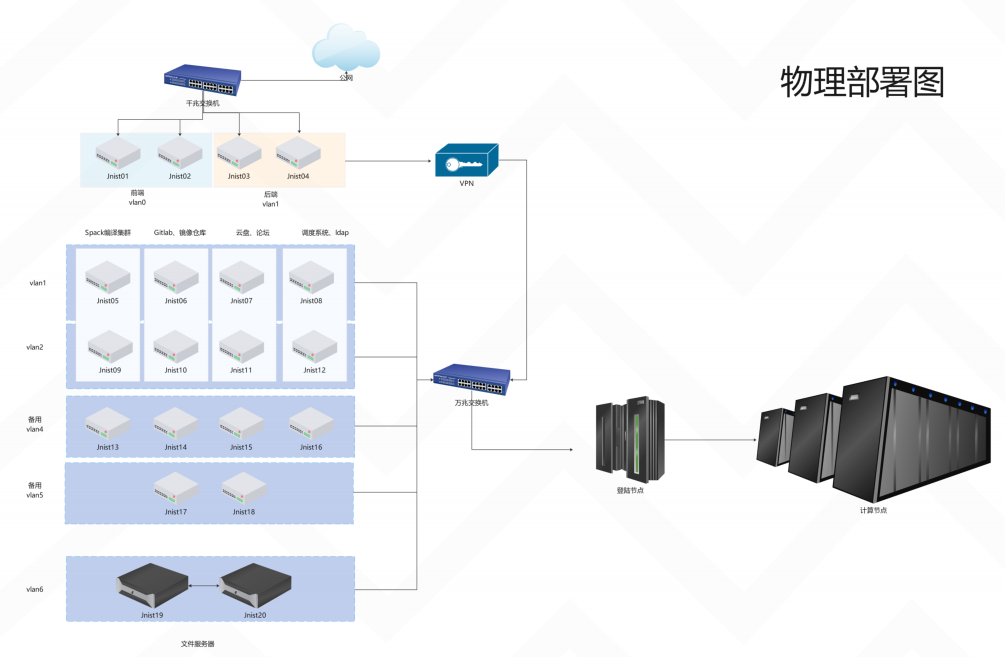 物理部署图
公网
千兆交换机
Jnist01
Jnist02
Jnist03
Jnist04
前端
vlan0
后端
vlan1
VPN
Spack编译集群
Gitlab、镜像仓库
云盘、论坛
调度系统、ldap
vlan1
Jnist05
Jnist06
Jnist07
Jnist08
vlan2
Jnist09
Jnist10
Jnist11
Jnist12
万兆交换机
备用
vlan4
Jnist13
Jnist14
Jnist15
Jnist16
备用
vlan5
Jnist17
Jnist18
登陆节点
计算节点
vlan6
Jnist19
Jnist20
文件服务器